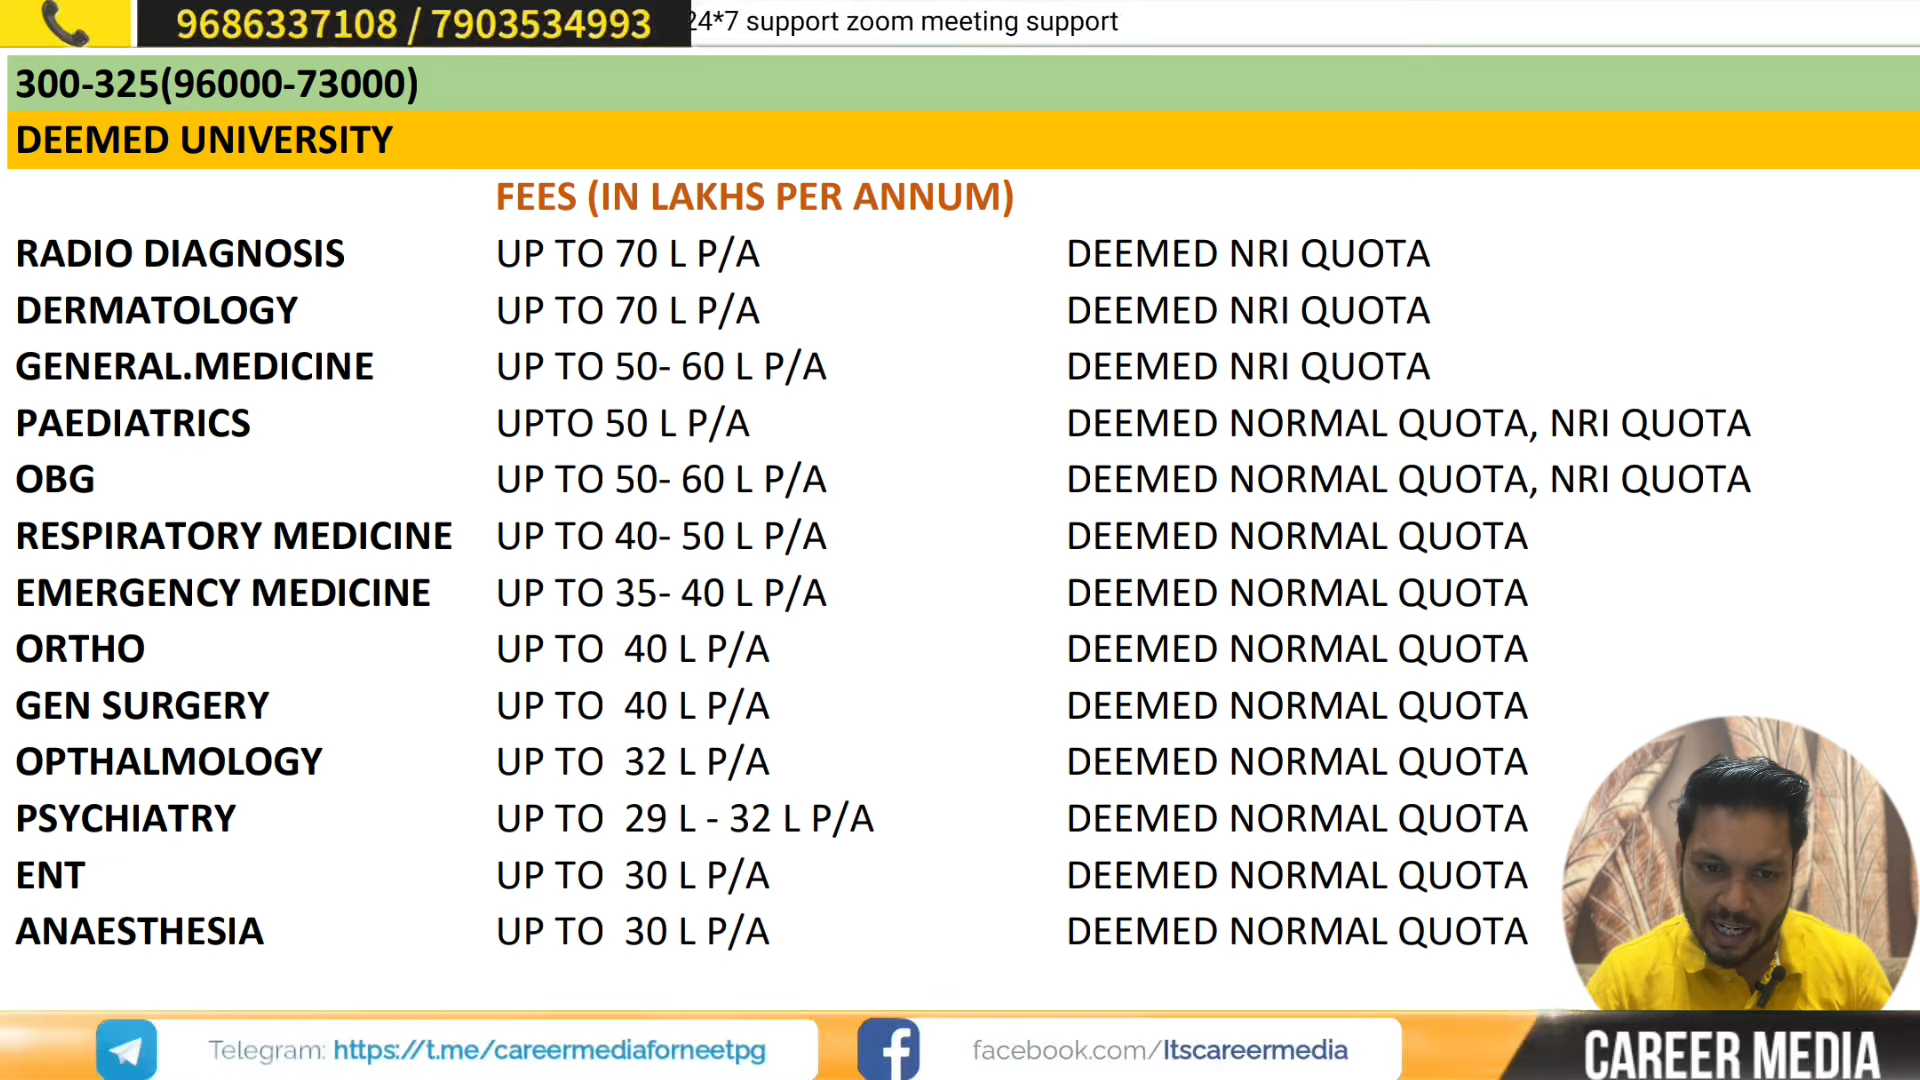 9686337108 / 7903534993 24*7 support zoom meeting support
300-325(96000-73000)
DEEMED UNIVERSITY
FEES (IN LAKHS PER ANNUM)
RADIO DIAGNOSIS UP TO 70 L P/A DEEMED NRI QUOTA
DERMATOLOGY UP TO 70 L P/A DEEMED NRI QUOTA
GENERAL.MEDICINE UP TO 50- 60 L P/A DEEMED NRI QUOTA
PAEDIATRICS UPTO 50 L P/A DEEMED NORMAL QUOTA, NRI QUOTA
OBG UP TO 50- 60 L P/A DEEMED NORMAL QUOTA, NRI QUOTA
RESPIRATORY MEDICINE UP TO 40- 50 L P/A DEEMED NORMAL QUOTA
EMERGENCY MEDICINE UP TO 35- 40 L P/A DEEMED NORMAL QUOTA
ORTHO UP TO 40 L P/A DEEMED NORMAL QUOTA
GEN SURGERY UP TO 40 L P/A DEEMED NORMAL QUOTA
OPTHALMOLOGY UP TO 32 L P/A DEEMED NORMAL QUOTA
PSYCHIATRY UP TO 29 L - 32 L P/A DEEMED NORMAL QUOTA
ENT UP TO 30 L P/A DEEMED NORMAL QUOTA
ANAESTHESIA UP TO 30 L P/A DEEMED NORMAL QUOTA
Telegram: https://t.me/careermediaforneetpg facebook.com/Itscareermedia CAREER MEDIA